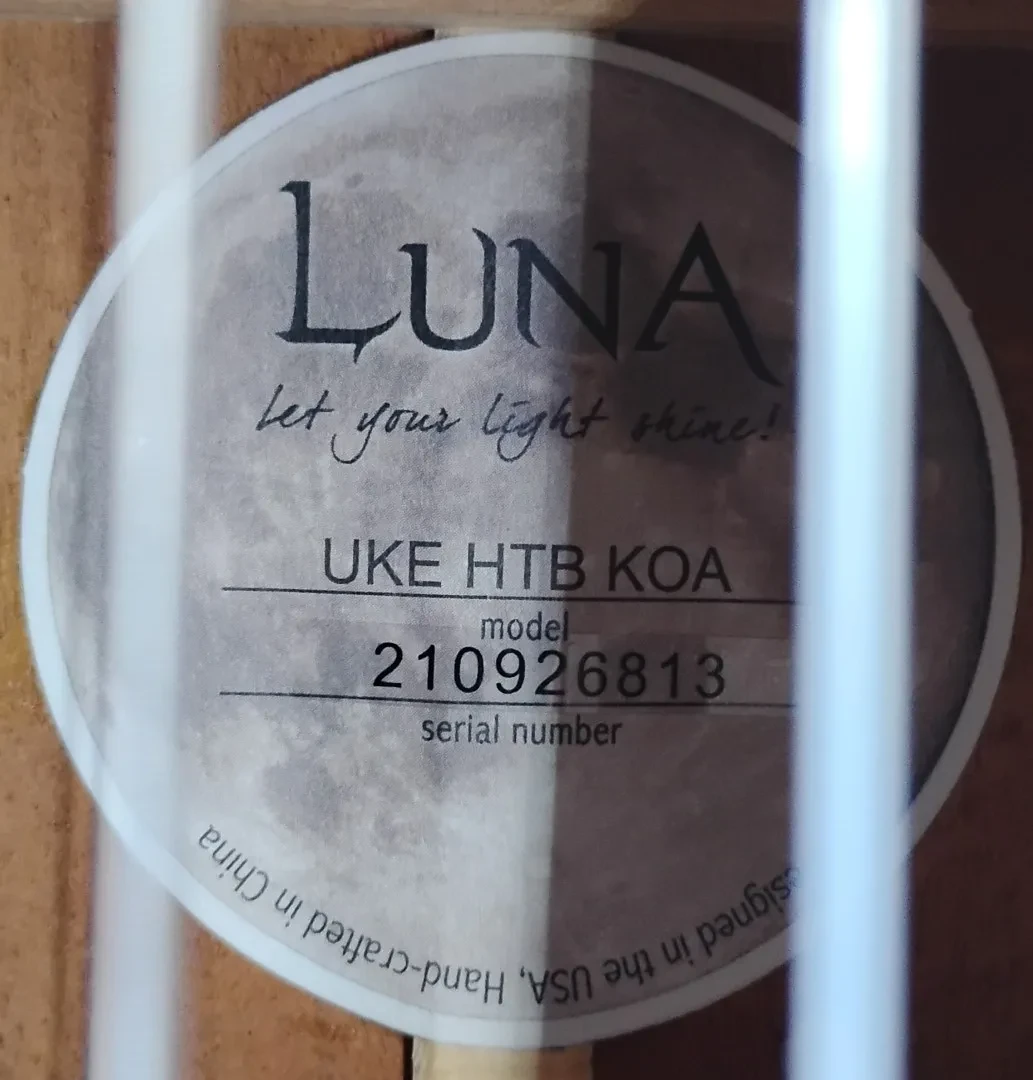 LUNA
let your light shine!
UKE HTB KOA
model
210926813
serial number
esigned in the USA, Hand-crafted in China